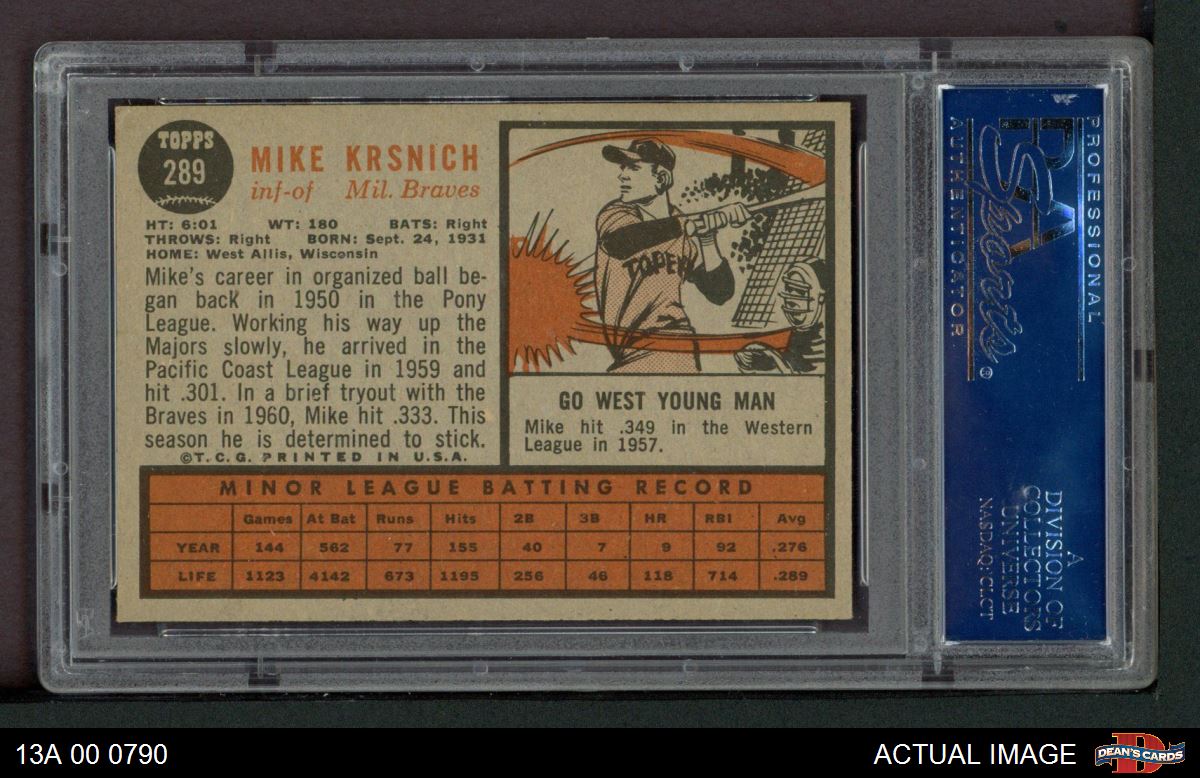 TOPPS
289
MIKE KRSNICH
inf-of Mil. Braves
HT: 6:01 WT: 180 BATS: Right
THROWS: Right BORN: Sept. 24, 1931
HOME: West Allis, Wisconsin
Mike's career in organized ball be-
gan back in 1950 in the Pony
League. Working his way up the
Majors slowly, he arrived in the
Pacific Coast League in 1959 and
hit .301. In a brief tryout with the
Braves in 1960, Mike hit .333. This
season he is determined to stick.
©T.C.G. PRINTED IN U.S.A.
TOPEKA
GO WEST YOUNG MAN
Mike hit .349 in the Western
League in 1957.
MINOR LEAGUE BATTING RECORD
Games At Bat Runs Hits 2B 3B HR RBI Avg
YEAR 144 562 77 155 40 7 9 92 .276
LIFE 1123 4142 673 1195 256 46 118 714 .289
PROFESSIONAL
PSA
Sports®
AUTHENTICATOR
A
DIVISION OF
COLLECTORS
UNIVERSE
NASDAQ:CLCT
13A 00 0790
ACTUAL IMAGE
DEAN'S CARDS